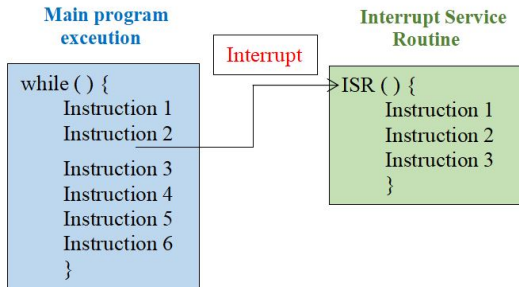 Main program
exceution
Interrupt
Interrupt Service
Routine
while ( ) {
Instruction 1
Instruction 2
Instruction 3
Instruction 4
Instruction 5
Instruction 6
}
ISR ( ) {
Instruction 1
Instruction 2
Instruction 3
}